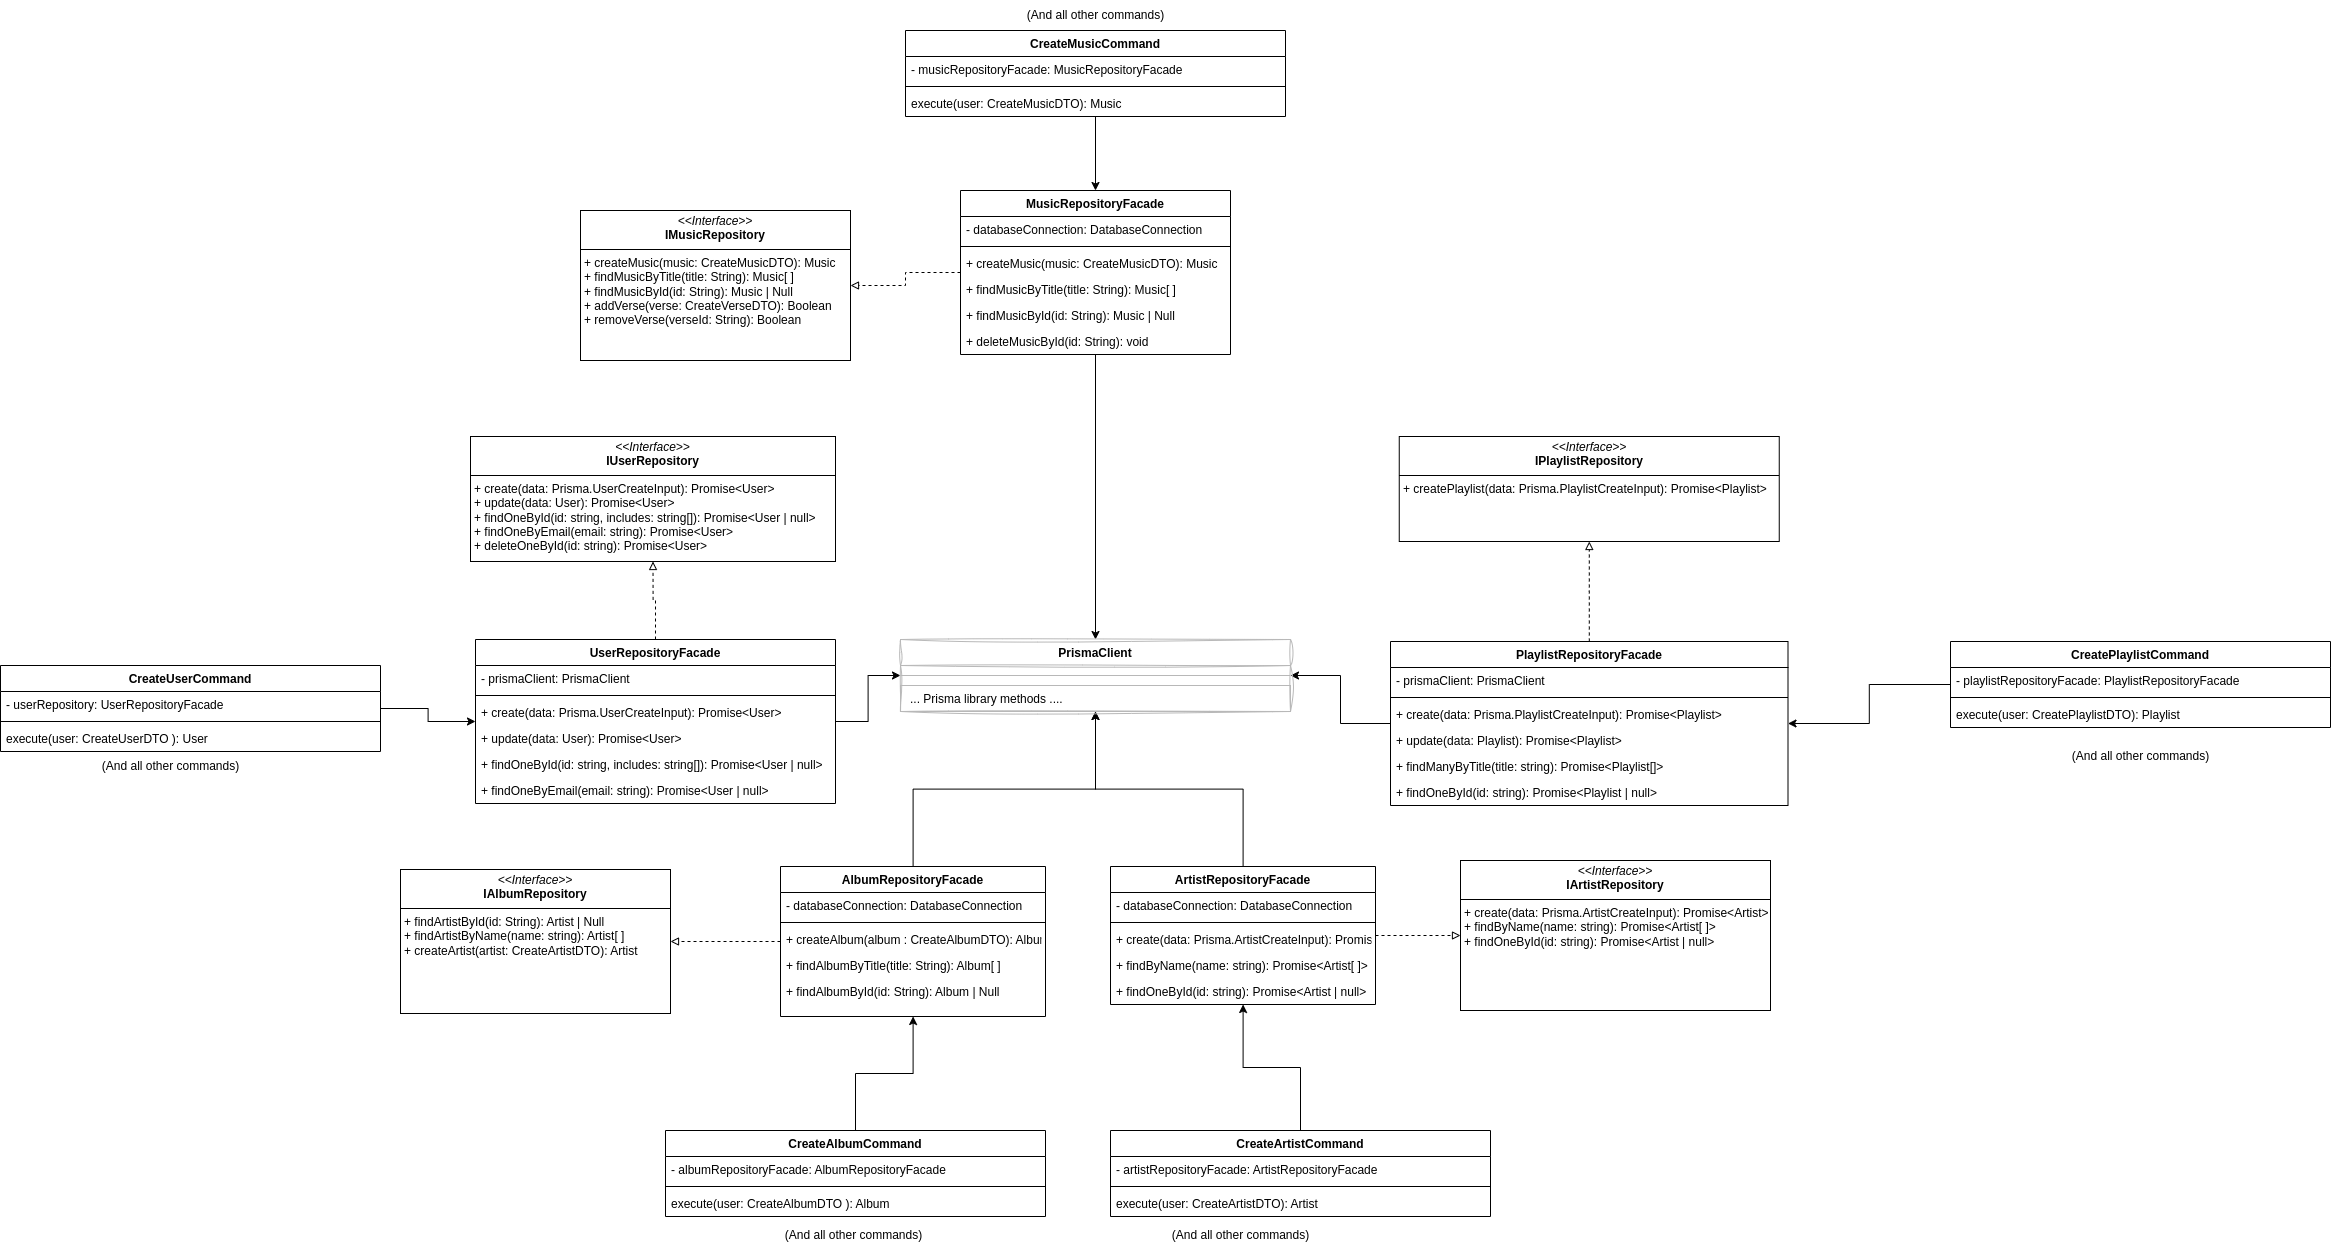 (And all other commands)
CreateMusicCommand
- musicRepositoryFacade: MusicRepositoryFacade
execute(user: CreateMusicDTO): Music
MusicRepositoryFacade
- databaseConnection: DatabaseConnection
+ createMusic(music: CreateMusicDTO): Music
+ findMusicByTitle(title: String): Music[ ]
+ findMusicById(id: String): Music | Null
+ deleteMusicById(id: String): void
<<Interface>>
IMusicRepository
+ createMusic(music: CreateMusicDTO): Music
+ findMusicByTitle(title: String): Music[ ]
+ findMusicById(id: String): Music | Null
+ addVerse(verse: CreateVerseDTO): Boolean
+ removeVerse(verseId: String): Boolean
<<Interface>>
IUserRepository
+ create(data: Prisma.UserCreateInput): Promise<User>
+ update(data: User): Promise<User>
+ findOneById(id: string, includes: string[]): Promise<User | null>
+ findOneByEmail(email: string): Promise<User>
+ deleteOneById(id: string): Promise<User>
<<Interface>>
IPlaylistRepository
+ createPlaylist(data: Prisma.PlaylistCreateInput): Promise<Playlist>
CreateUserCommand
- userRepository: UserRepositoryFacade
execute(user: CreateUserDTO ): User
(And all other commands)
UserRepositoryFacade
- prismaClient: PrismaClient
+ create(data: Prisma.UserCreateInput): Promise<User>
+ update(data: User): Promise<User>
+ findOneById(id: string, includes: string[]): Promise<User | null>
+ findOneByEmail(email: string): Promise<User | null>
PrismaClient
... Prisma library methods ....
PlaylistRepositoryFacade
- prismaClient: PrismaClient
+ create(data: Prisma.PlaylistCreateInput): Promise<Playlist>
+ update(data: Playlist): Promise<Playlist>
+ findManyByTitle(title: string): Promise<Playlist[]>
+ findOneById(id: string): Promise<Playlist | null>
CreatePlaylistCommand
- playlistRepositoryFacade: PlaylistRepositoryFacade
execute(user: CreatePlaylistDTO): Playlist
(And all other commands)
<<Interface>>
IAlbumRepository
+ findArtistById(id: String): Artist | Null
+ findArtistByName(name: string): Artist[ ]
+ createArtist(artist: CreateArtistDTO): Artist
AlbumRepositoryFacade
- databaseConnection: DatabaseConnection
+ createAlbum(album : CreateAlbumDTO): Albu
+ findAlbumByTitle(title: String): Album[ ]
+ findAlbumById(id: String): Album | Null
ArtistRepositoryFacade
- databaseConnection: DatabaseConnection
+ create(data: Prisma.ArtistCreateInput): Promis
+ findByName(name: string): Promise<Artist[ ]>
+ findOneById(id: string): Promise<Artist | null>
<<Interface>>
IArtistRepository
+ create(data: Prisma.ArtistCreateInput): Promise<Artist>
+ findByName(name: string): Promise<Artist[ ]>
+ findOneById(id: string): Promise<Artist | null>
CreateAlbumCommand
- albumRepositoryFacade: AlbumRepositoryFacade
execute(user: CreateAlbumDTO ): Album
(And all other commands)
CreateArtistCommand
- artistRepositoryFacade: ArtistRepositoryFacade
execute(user: CreateArtistDTO): Artist
(And all other commands)